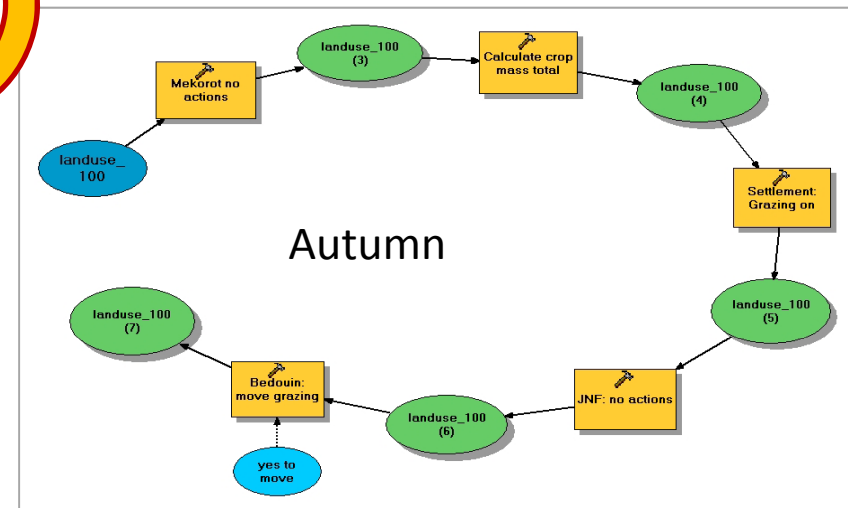 landuse_
100
Mekorot no
actions
landuse_100
(3)
Calculate crop
mass total
landuse_100
(4)
Settlement:
Grazing on
landuse_100
(5)
JNF: no actions
landuse_100
(6)
Bedouin:
move grazing
yes to
move
landuse_100
(7)
Autumn